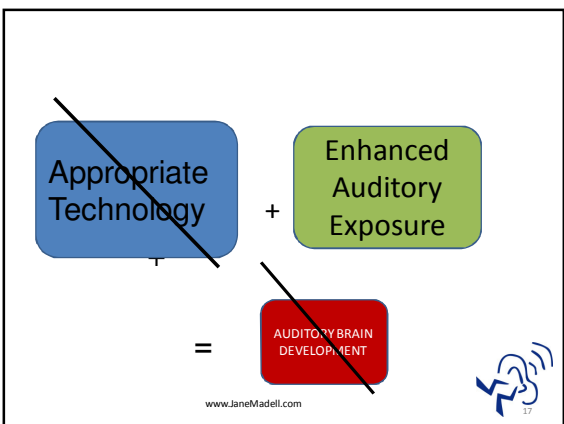 Appropriate
Technology
+
Enhanced
Auditory
Exposure
+
=
AUDITORY BRAIN
DEVELOPMENT
www.JaneMadell.com
17